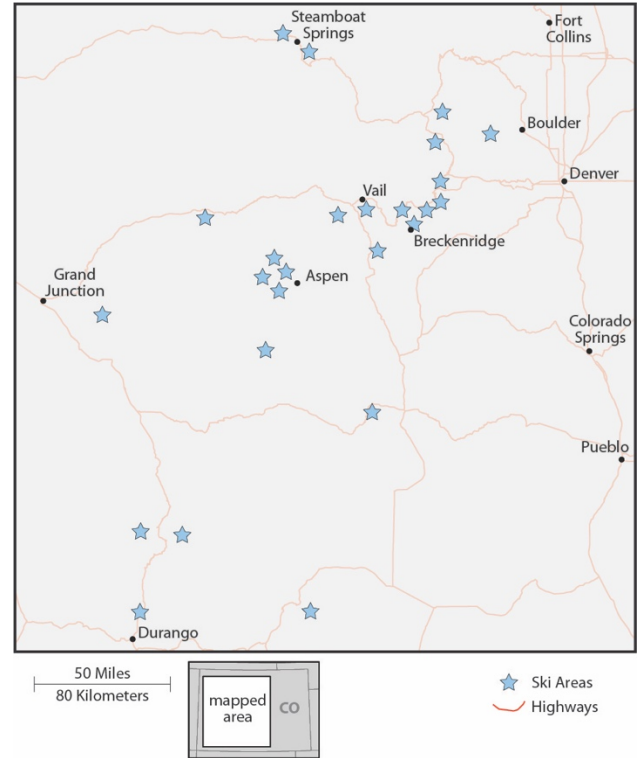 Steamboat
Springs
Fort
Collins
Boulder
Denver
Vail
Breckenridge
Aspen
Grand
Junction
Colorado
Springs
Pueblo
Durango
50 Miles
80 Kilometers
mapped
area
CO
Ski Areas
Highways